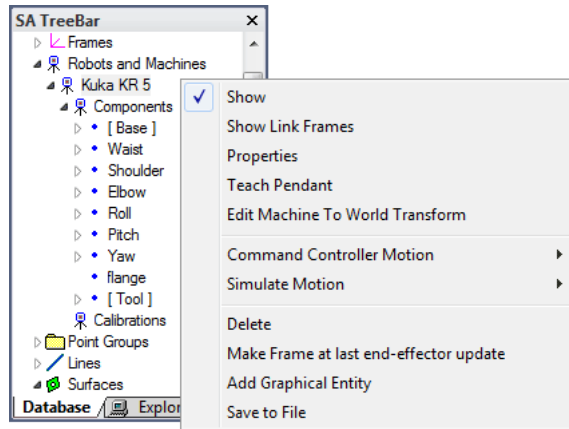 SA TreeBar
Frames
Robots and Machines
Kuka KR 5
Components
[ Base ]
Waist
Shoulder
Elbow
Roll
Pitch
Yaw
flange
[ Tool ]
Calibrations
Point Groups
Lines
Surfaces
Database
Explor
Show
Show Link Frames
Properties
Teach Pendant
Edit Machine To World Transform
Command Controller Motion
Simulate Motion
Delete
Make Frame at last end-effector update
Add Graphical Entity
Save to File